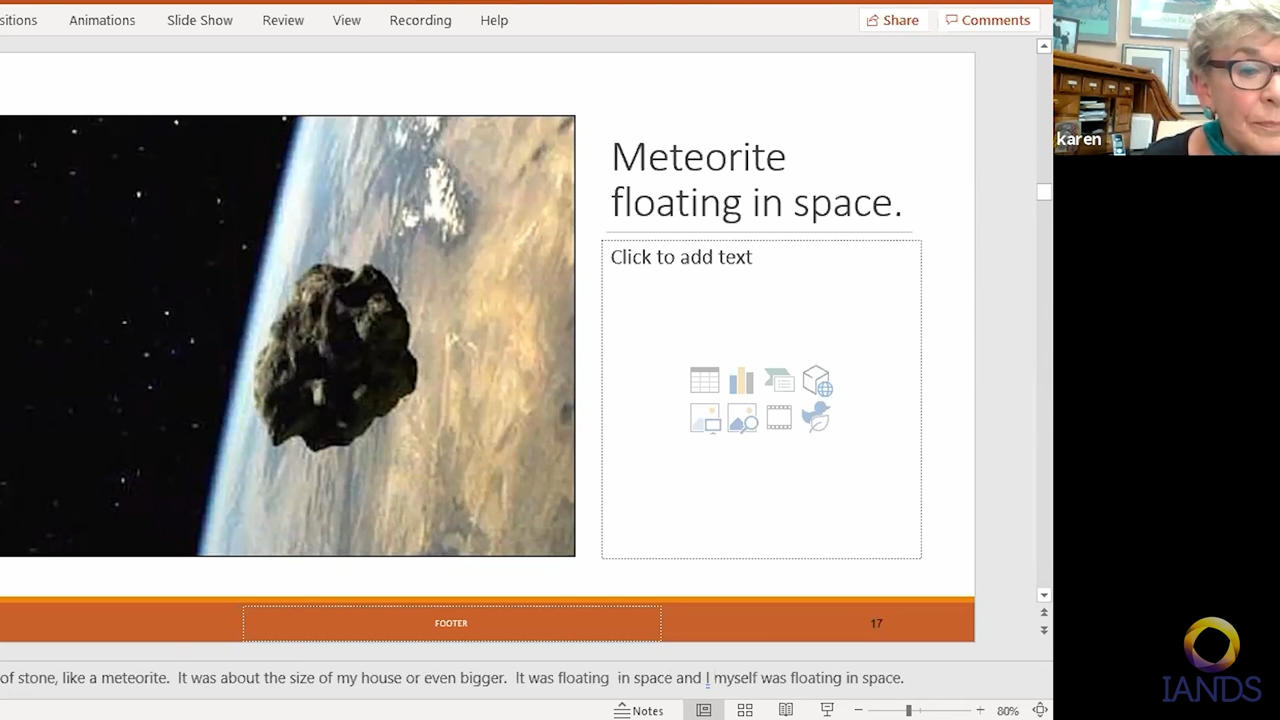 sitions Animations Slide Show Review View Recording Help Share Comments
karen
Meteorite
floating in space.
Click to add text
FOOTER 17
of stone, like a meteorite. It was about the size of my house or even bigger. It was floating in space and I myself was floating in space.
Notes 80%
IANDS